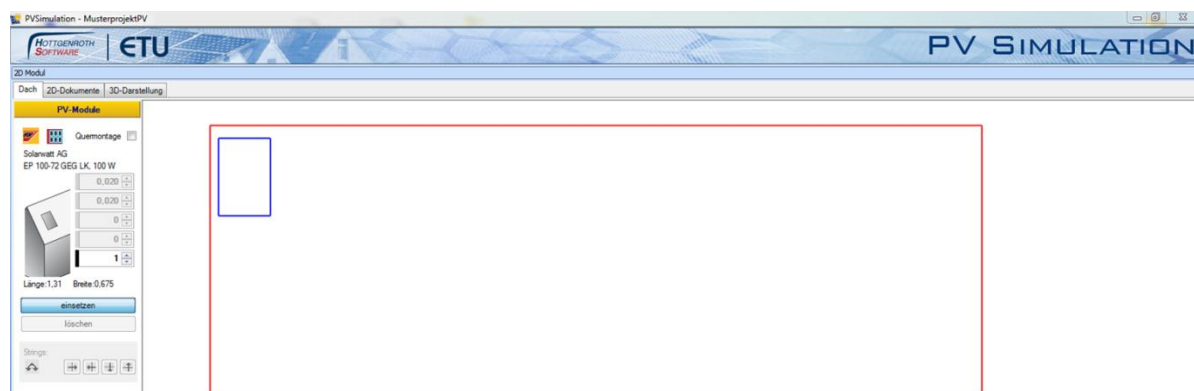 PVSimulation - MusterprojektPV
HOTTGENROTH
SOFTWARE
ETU
PV SIMULATION
2D Modul
Dach 2D-Dokumente 3D-Darstellung
PV-Module
Quermontage
Solarwatt AG
EP 100-72 GEG LK, 100 W
0,020
0,020
0
0
1
Länge:1,31 Breite:0,675
einsetzen
löschen
Strings: